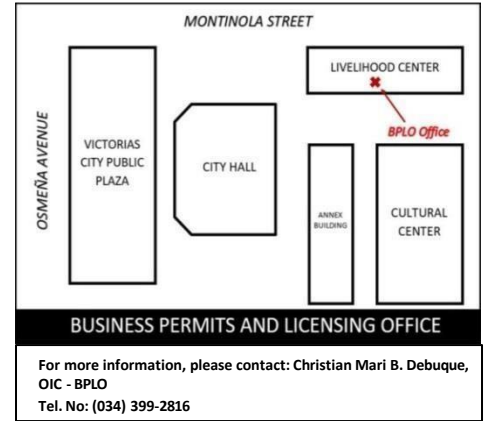 MONTINOLA STREET
LIVELIHOOD CENTER
BPLO Office
OSMEÑA AVENUE
VICTORIAS
CITY PUBLIC
PLAZA
CITY HALL
ANNEX
BUILDING
CULTURAL
CENTER
BUSINESS PERMITS AND LICENSING OFFICE
For more information, please contact: Christian Mari B. Debuque,
OIC - BPLO
Tel. No: (034) 399-2816